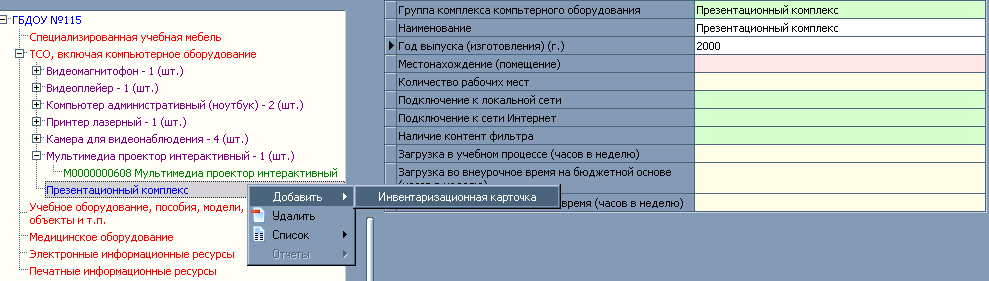 ГБДОУ №115
Специализированная учебная мебель
ТСО, включая компьютерное оборудование
Видеомагнитофон - 1 (шт.)
Видеоплейер - 1 (шт.)
Компьютер административный (ноутбук) - 2 (шт.)
Принтер лазерный - 1 (шт.)
Камера для видеонаблюдения - 4 (шт.)
Мультимедиа проектор интерактивный - 1 (шт.)
М0000000608 Мультимедиа проектор интерактивный
Презентационный комплекс
Учебное оборудование, пособия, модели,
объекты и т.п.
Медицинское оборудование
Электронные информационные ресурсы
Печатные информационные ресурсы
Добавить
Удалить
Список
Отчеты
Инвентаризационная карточка
Группа комплекса компьтерного оборудования Презентационный комплекс
Наименование Презентационный комплекс
Год выпуска (изготовления) (г.) 2000
Местонахождение (помещение)
Количество рабочих мест
Подключение к локальной сети
Подключение к сети Интернет
Наличие контент фильтра
Загрузка в учебном процессе (часов в неделю)
Загрузка во внеурочное время на бюджетной основе
время (часов в неделю)